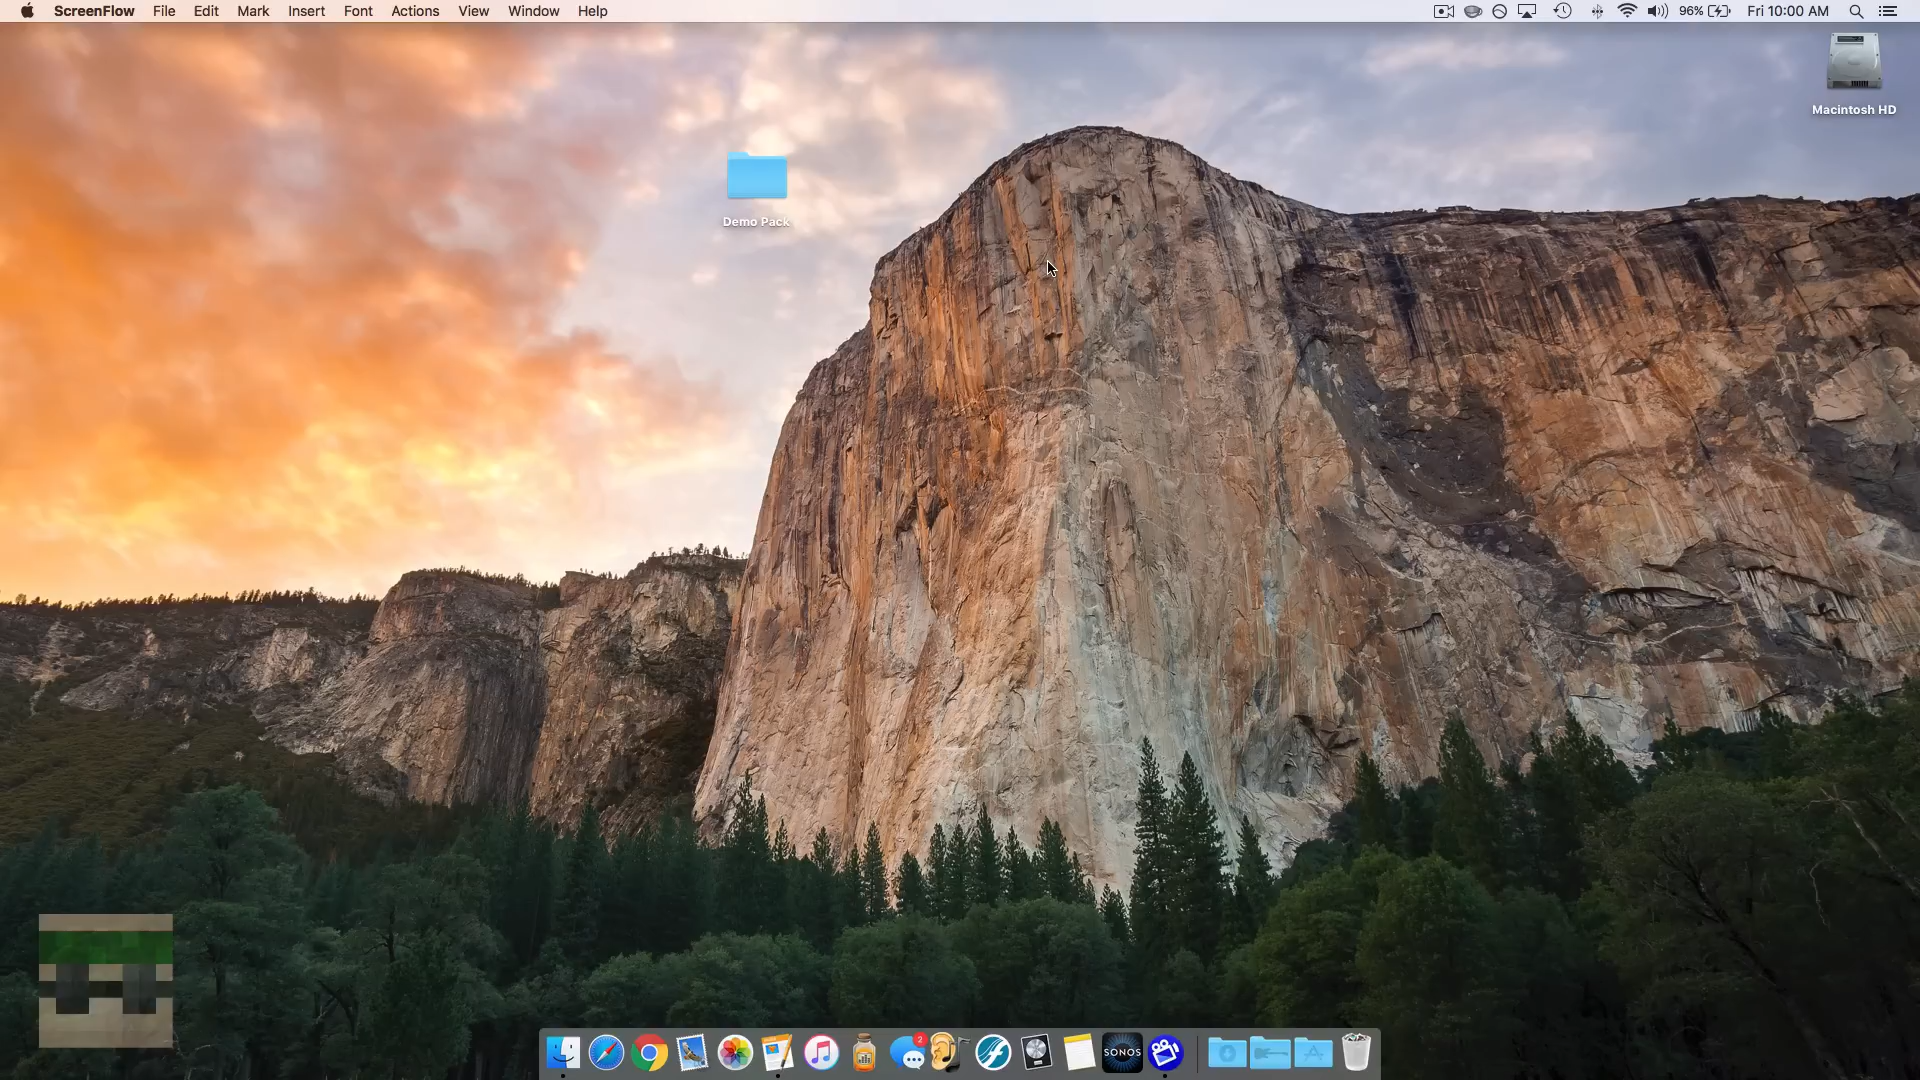 ScreenFlow File Edit Mark Insert Font Actions View Window Help 96% Fri 10:00 AM
Macintosh HD
Demo Pack
2
SONOS